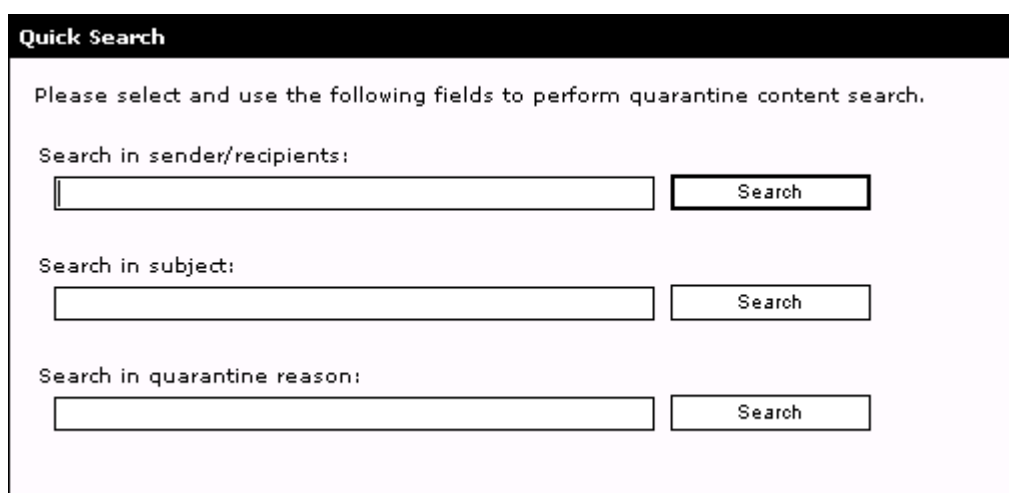 Quick Search
Please select and use the following fields to perform quarantine content search.
Search in sender/recipients:
Search
Search in subject:
Search
Search in quarantine reason:
Search